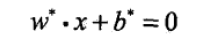 w* · x + b* = 0